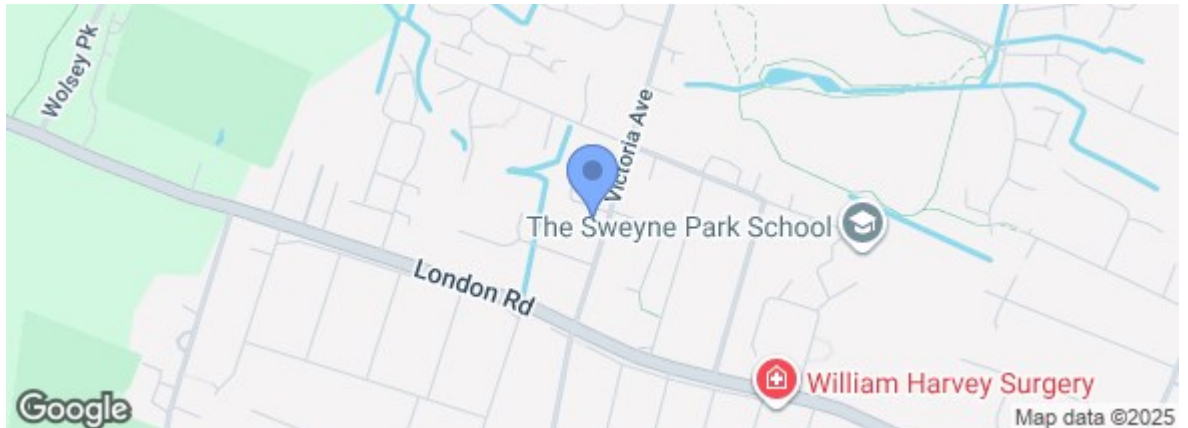 Wolsey Pk
Victoria Ave
The Sweyne Park School
London Rd
William Harvey Surgery
Google
Map data ©2025